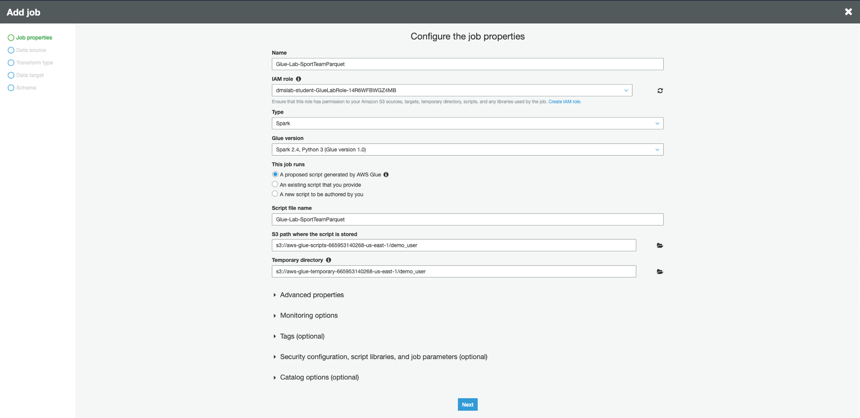 Add job
Job properties
Data source
Transform type
Data target
Schema
Configure the job properties
Name
Glue-Lab-SportTeamParquet
IAM role
dmslab-student-GlueLabRole-14R6WFBWGZ4MB
Ensure that this role has permission to your Amazon S3 sources, targets, temporary directory, scripts, and any libraries used by the job. Create IAM role.
Type
Spark
Glue version
Spark 2.4, Python 3 (Glue version 1.0)
This job runs
A proposed script generated by AWS Glue
An existing script that you provide
A new script to be authored by you
Script file name
Glue-Lab-SportTeamParquet
S3 path where the script is stored
s3://aws-glue-scripts-665953140268-us-east-1/demo_user
Temporary directory
s3://aws-glue-temporary-665953140268-us-east-1/demo_user
Advanced properties
Monitoring options
Tags (optional)
Security configuration, script libraries, and job parameters (optional)
Catalog options (optional)
Next